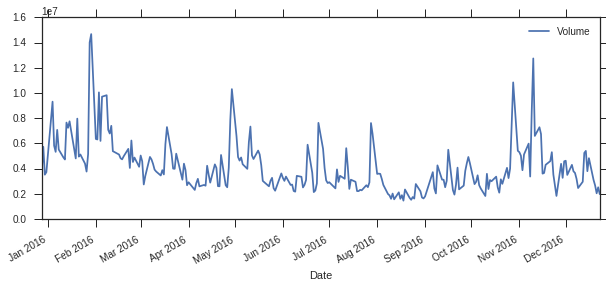 1e7
1.6
1.4
1.2
1.0
0.8
0.6
0.4
0.2
0.0
Volume
Jan 2016
Feb 2016
Mar 2016
Apr 2016
May 2016
Jun 2016
Jul 2016
Aug 2016
Sep 2016
Oct 2016
Nov 2016
Dec 2016
Date